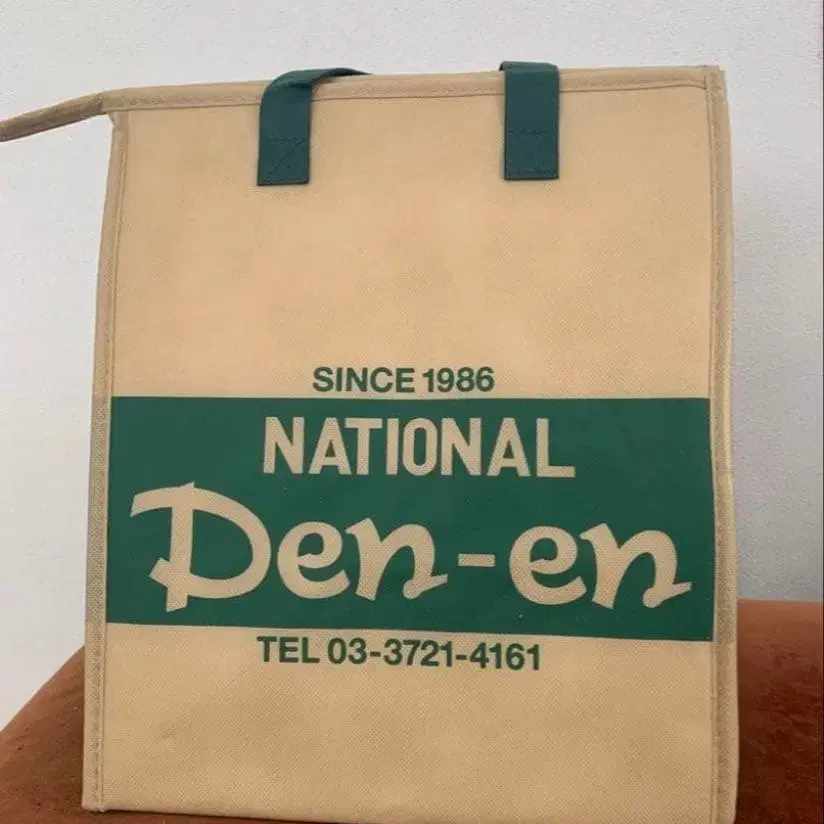 SINCE 1986
NATIONAL
Den-en
TEL 03-3721-4161